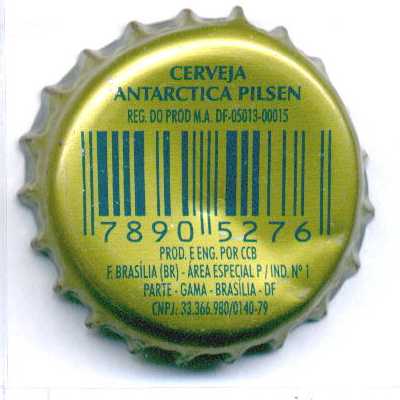 CERVEJA
ANTARCTICA PILSEN
REG. DO PROD M.A. DF-05013-00015
7890 5276
PROD. E ENG. POR CCB
F. BRASÍLIA (BR) - ÁREA ESPECIAL P / IND. Nº 1
PARTE - GAMA - BRASÍLIA - DF
CNPJ: 33.366.980/0140-79